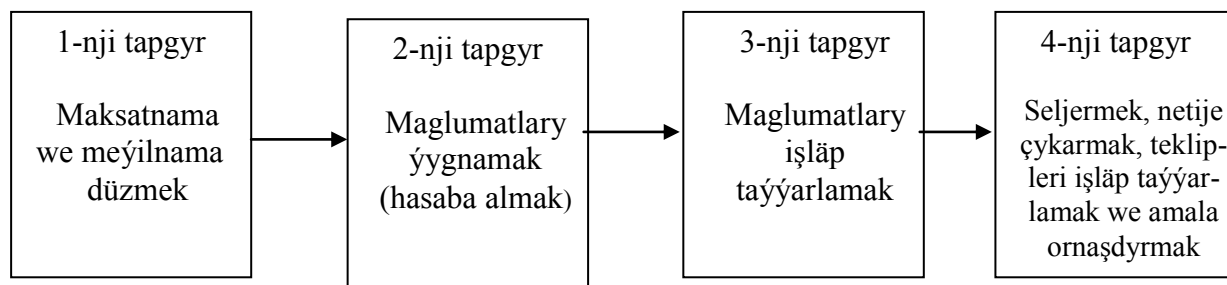 1-nji tapgyr
Maksatnama
we meýilnama
düzmek
2-nji tapgyr
Maglumatlary
ýygnamak
(hasaba almak)
3-nji tapgyr
Maglumatlary
işläp
taýýarlamak
4-nji tapgyr
Seljermek, netije
çykarmak, teklip-
leri işläp taýýar-
lamak we amala
ornaşdyrmak